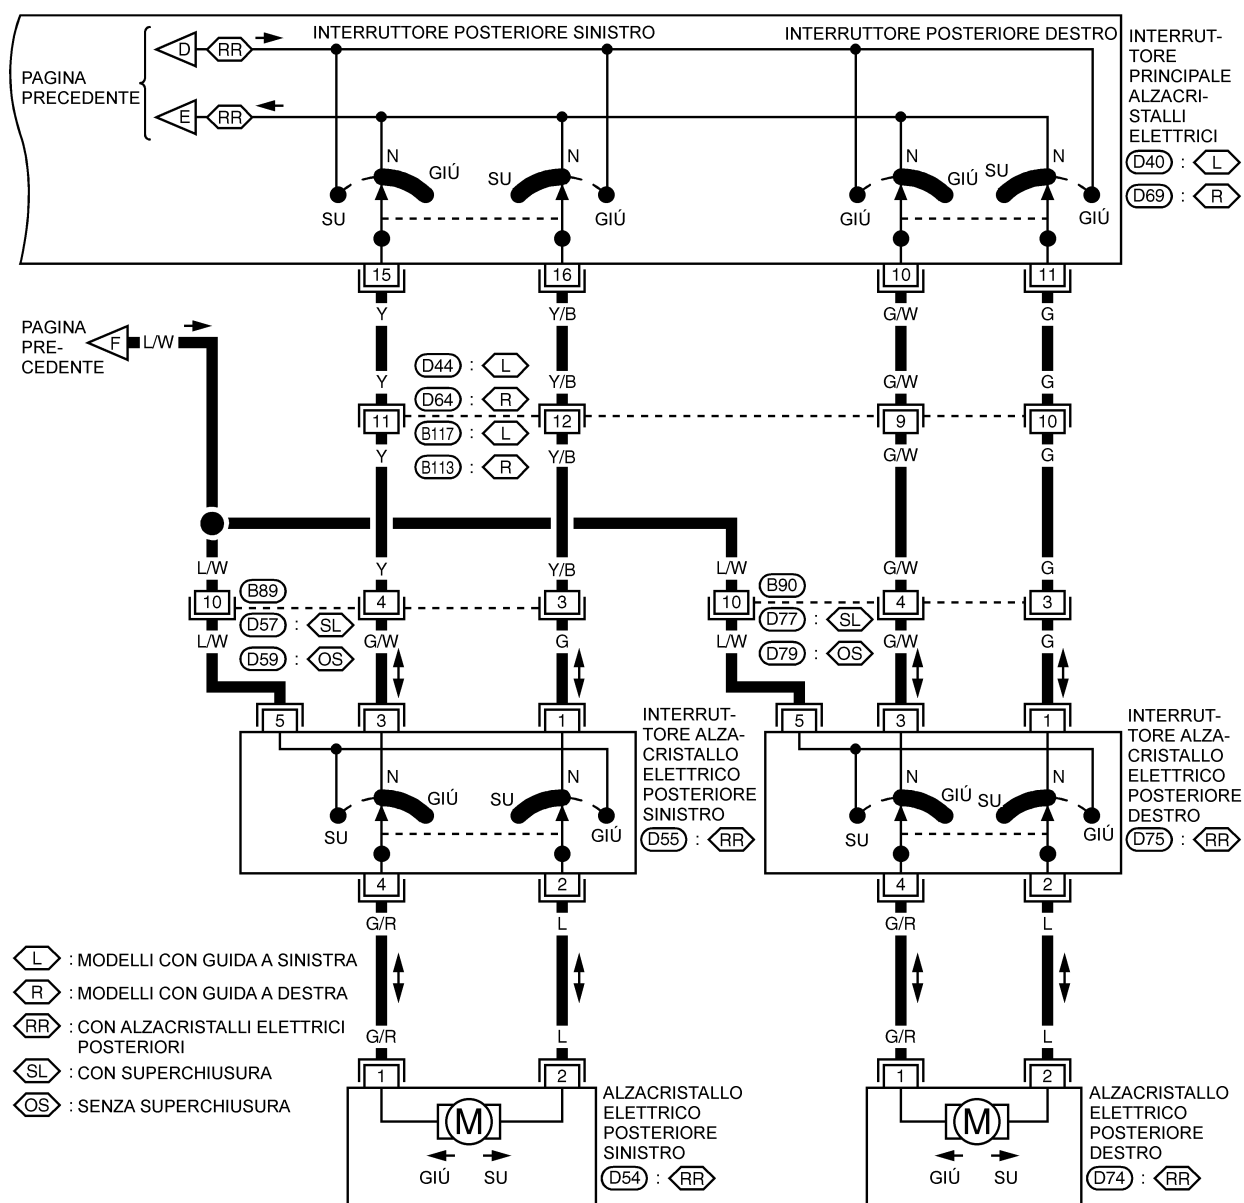 INTERRUTTORE POSTERIORE SINISTRO
INTERRUTTORE POSTERIORE DESTRO
PAGINA
PRECEDENTE
D RR
E RR
INTERRUT-
TORE
PRINCIPALE
ALZACRI-
STALLI
ELETTRICI
D40 : L
D69 : R
N N N N
GIÚ SU GIÚ SU
SU GIÚ GIÚ GIÚ
15 16 10 11
Y Y/B G/W G
PAGINA
PRE-
CEDENTE
F L/W
D44 : L
D64 : R
B117 : L
B113 : R
Y Y/B G/W G
11 12 9 10
Y Y/B G/W G
L/W Y Y/B L/W G/W G
10 B89 4 3 10 B90 4 3
D57 : SL
D59 : OS
D77 : SL
D79 : OS
L/W G/W G L/W G/W G
5 3 1 5 3 1
INTERRUT-
TORE ALZA-
CRISTALLO
ELETTRICO
POSTERIORE
SINISTRO
D55 : RR
INTERRUT-
TORE ALZA-
CRISTALLO
ELETTRICO
POSTERIORE
DESTRO
D75 : RR
N N N N
GIÚ SU GIÚ SU
SU GIÚ SU GIÚ
4 2 4 2
G/R L G/R L
L : MODELLI CON GUIDA A SINISTRA
R : MODELLI CON GUIDA A DESTRA
RR : CON ALZACRISTALLI ELETTRICI
POSTERIORI
SL : CON SUPERCHIUSURA
OS : SENZA SUPERCHIUSURA
G/R L G/R L
1 2 1 2
M M
GIÚ SU GIÚ SU
ALZACRISTALLO
ELETTRICO
POSTERIORE
SINISTRO
D54 : RR
ALZACRISTALLO
ELETTRICO
POSTERIORE
DESTRO
D74 : RR